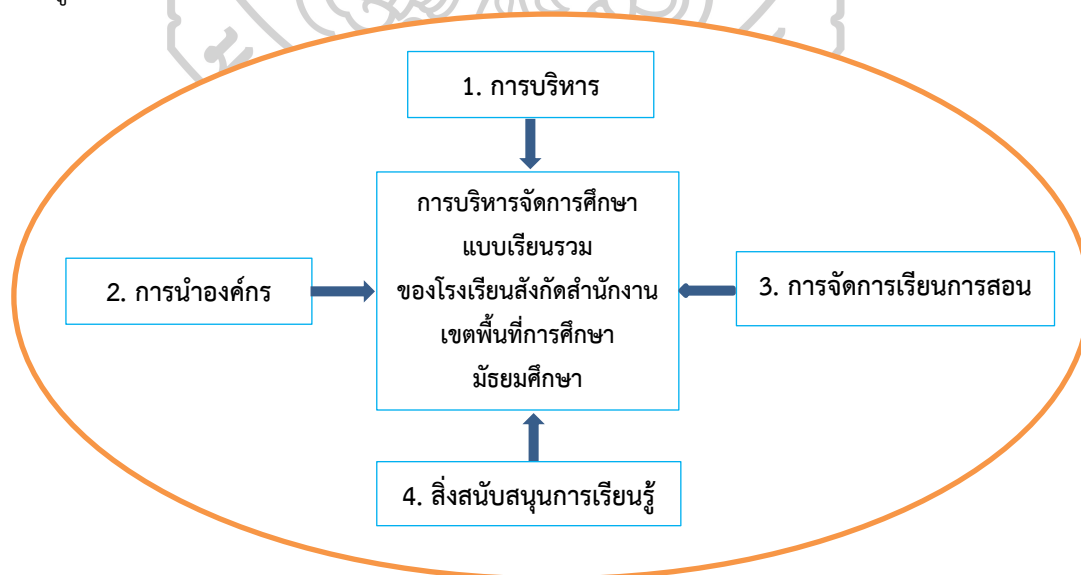 1. การบริหาร
การบริหารจัดการศึกษา
แบบเรียนรวม
ของโรงเรียนสังกัดสำนักงาน
เขตพื้นที่การศึกษา
มัธยมศึกษา
2. การนำองค์กร
3. การจัดการเรียนการสอน
4. สิ่งสนับสนุนการเรียนรู้